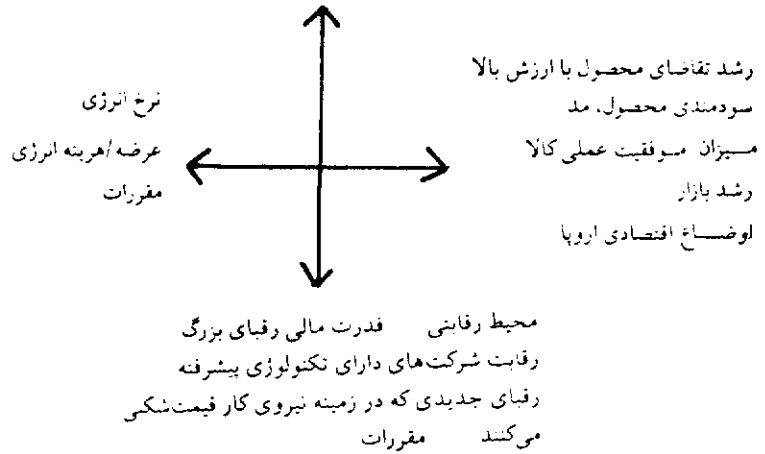 رشد تقاضای محصول با ارزش بالا
سودمندی محصول، مد
میزان موفقیت عملی کالا
رشد بازار
اوضاع اقتصادی اروپا
نرخ انرژی
عرضه/هزینه انرژی
مقررات
محیط رقابتی قدرت مالی رقبای بزرگ
رقابت شرکت‌های دارای تکنولوژی پیشرفته
رقبای جدیدی که در زمینه نیروی کار قیمت‌شکنی
می‌کنند مقررات